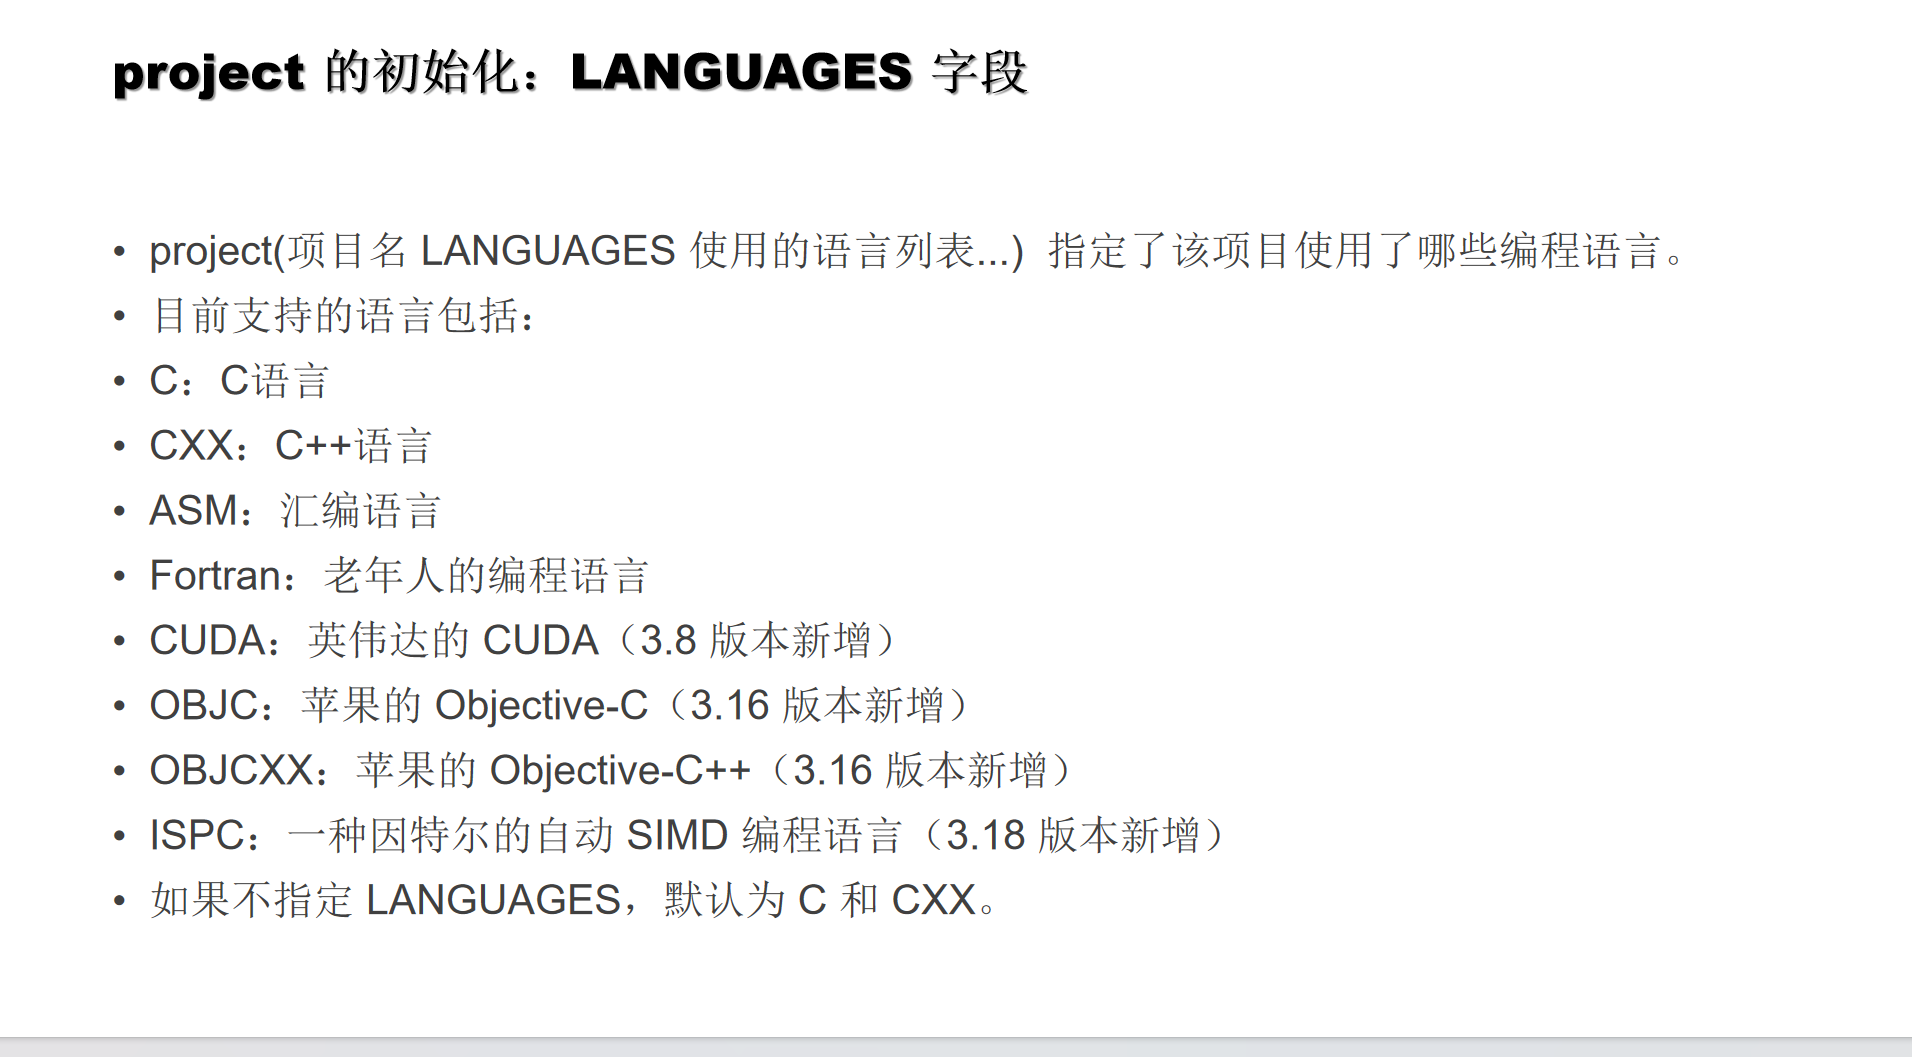 project 的初始化：LANGUAGES 字段
• project(项目名 LANGUAGES 使用的语言列表...) 指定了该项目使用了哪些编程语言。
• 目前支持的语言包括：
• C：C语言
• CXX：C++语言
• ASM：汇编语言
• Fortran：老年人的编程语言
• CUDA：英伟达的 CUDA（3.8 版本新增）
• OBJC：苹果的 Objective-C（3.16 版本新增）
• OBJCXX：苹果的 Objective-C++（3.16 版本新增）
• ISPC：一种因特尔的自动 SIMD 编程语言（3.18 版本新增）
• 如果不指定 LANGUAGES，默认为 C 和 CXX。